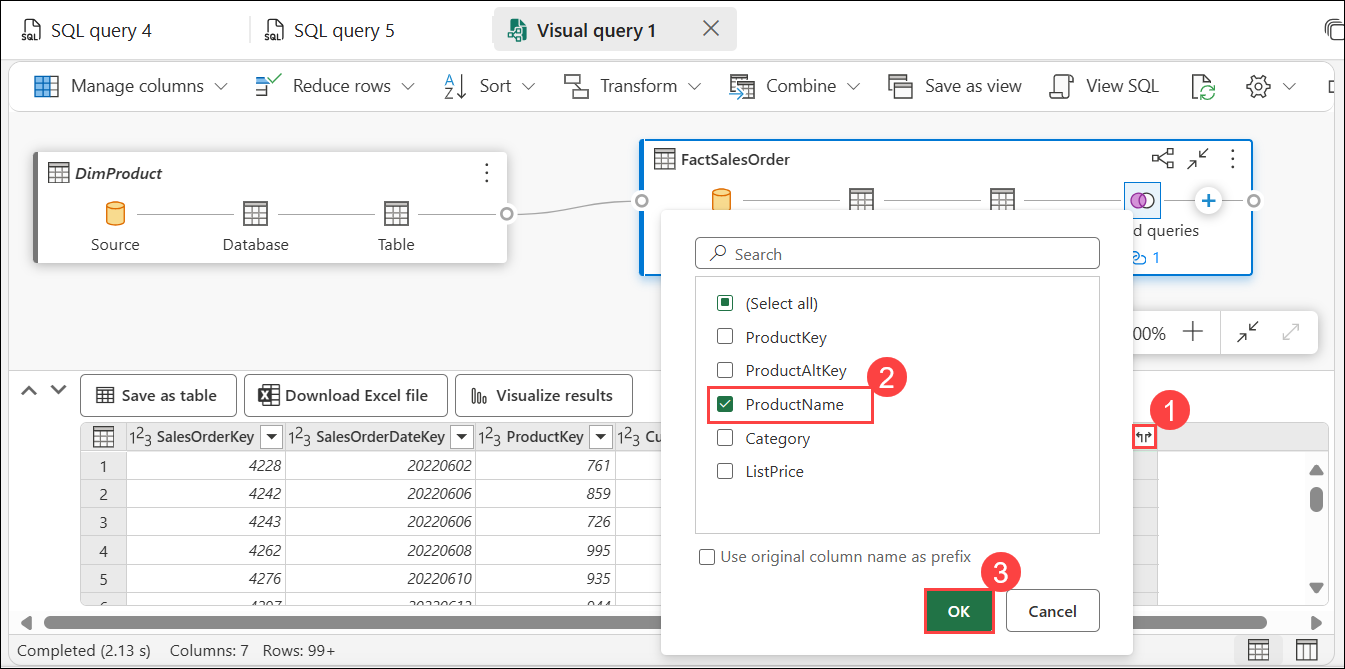 SQL query 4
SQL query 5
Visual query 1
Manage columns
Reduce rows
Sort
Transform
Combine
Save as view
View SQL
DimProduct
Source
Database
Table
FactSalesOrder
d queries
1
Search
(Select all)
ProductKey
ProductAltKey
ProductName
Category
ListPrice
2
1
00%
Save as table
Download Excel file
Visualize results
123 SalesOrderKey 123 SalesOrderDateKey 123 ProductKey 123 Cu
1 4228 20220602 761
2 4242 20220606 859
3 4243 20220606 726
4 4262 20220608 995
5 4276 20220610 935
Use original column name as prefix
3
OK
Cancel
Completed (2.13 s) Columns: 7 Rows: 99+